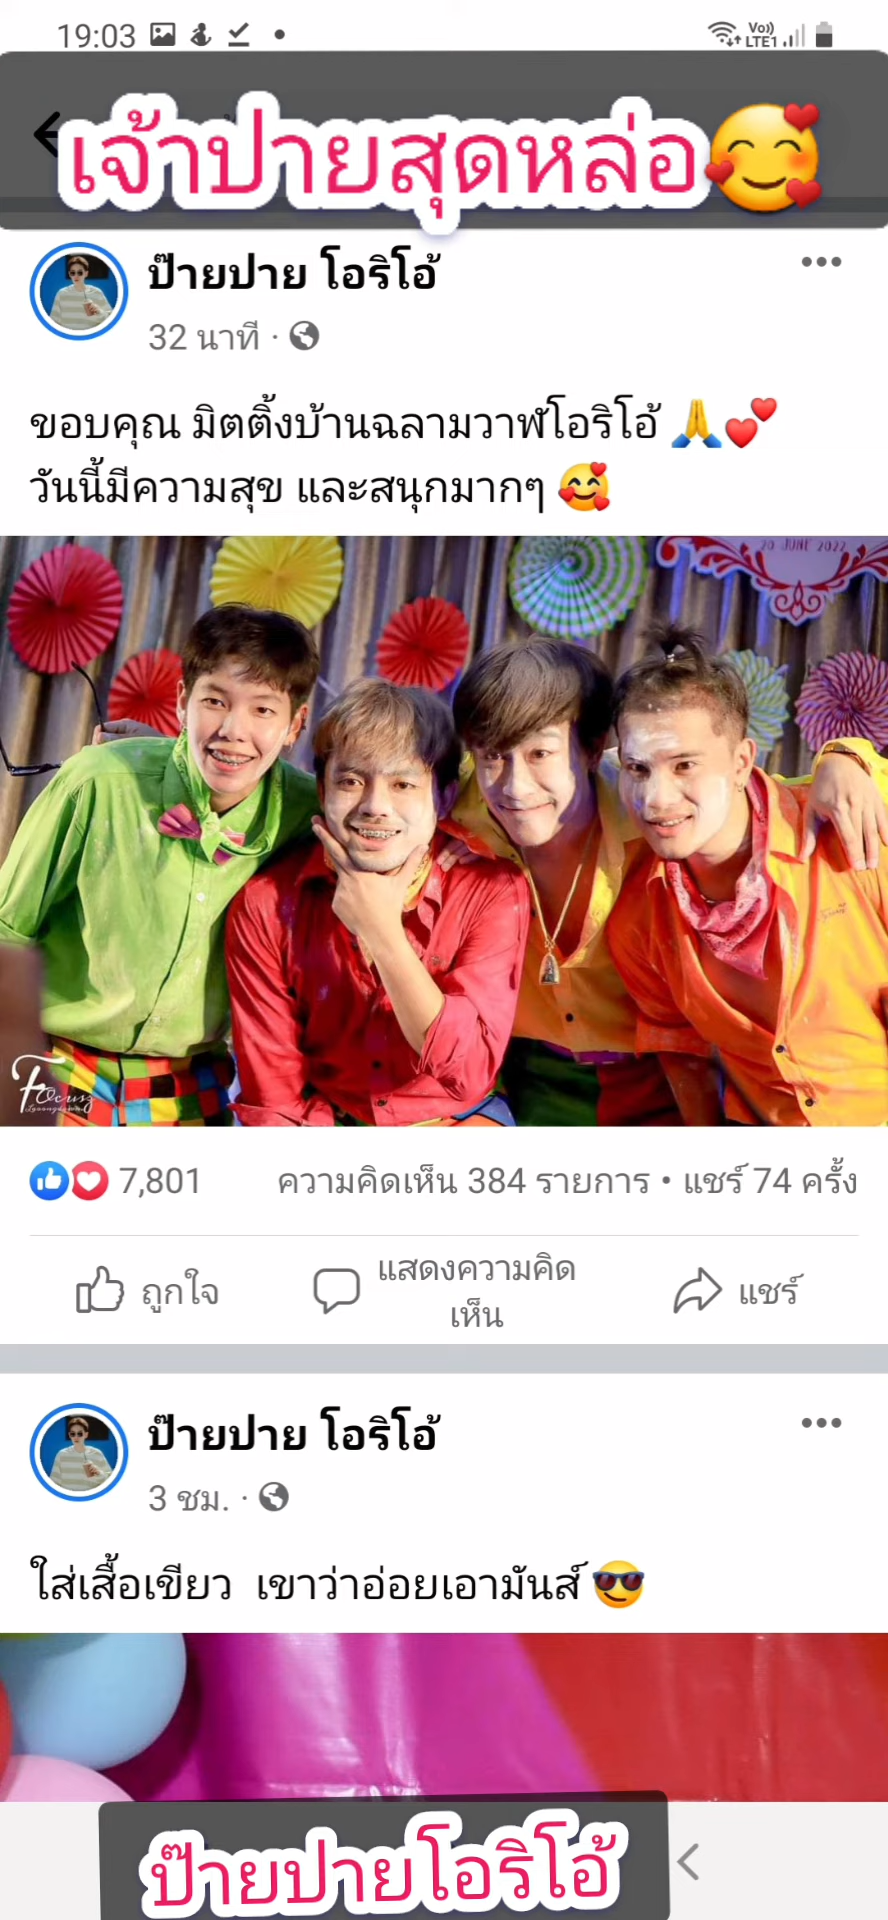 19:03
Vo))
LTE1
เจ้าปายสุดหล่อ🥰
ป๊ายปาย โอริโอ้
32 นาที ·
ขอบคุณ มิตติ้งบ้านฉลามวาฬโอริโอ้ 🙏💕
วันนี้มีความสุข และสนุกมากๆ 🥰
20 JUNE 2022
Focusz
7,801
ความคิดเห็น 384 รายการ • แชร์ 74 ครั้ง
ถูกใจ
แสดงความคิด
เห็น
แชร์
ป๊ายปาย โอริโอ้
3 ชม. ·
ใส่เสื้อเขียว เขาว่าอ่อยเอามันส์ 😎
ป๊ายปายโอริโอ้